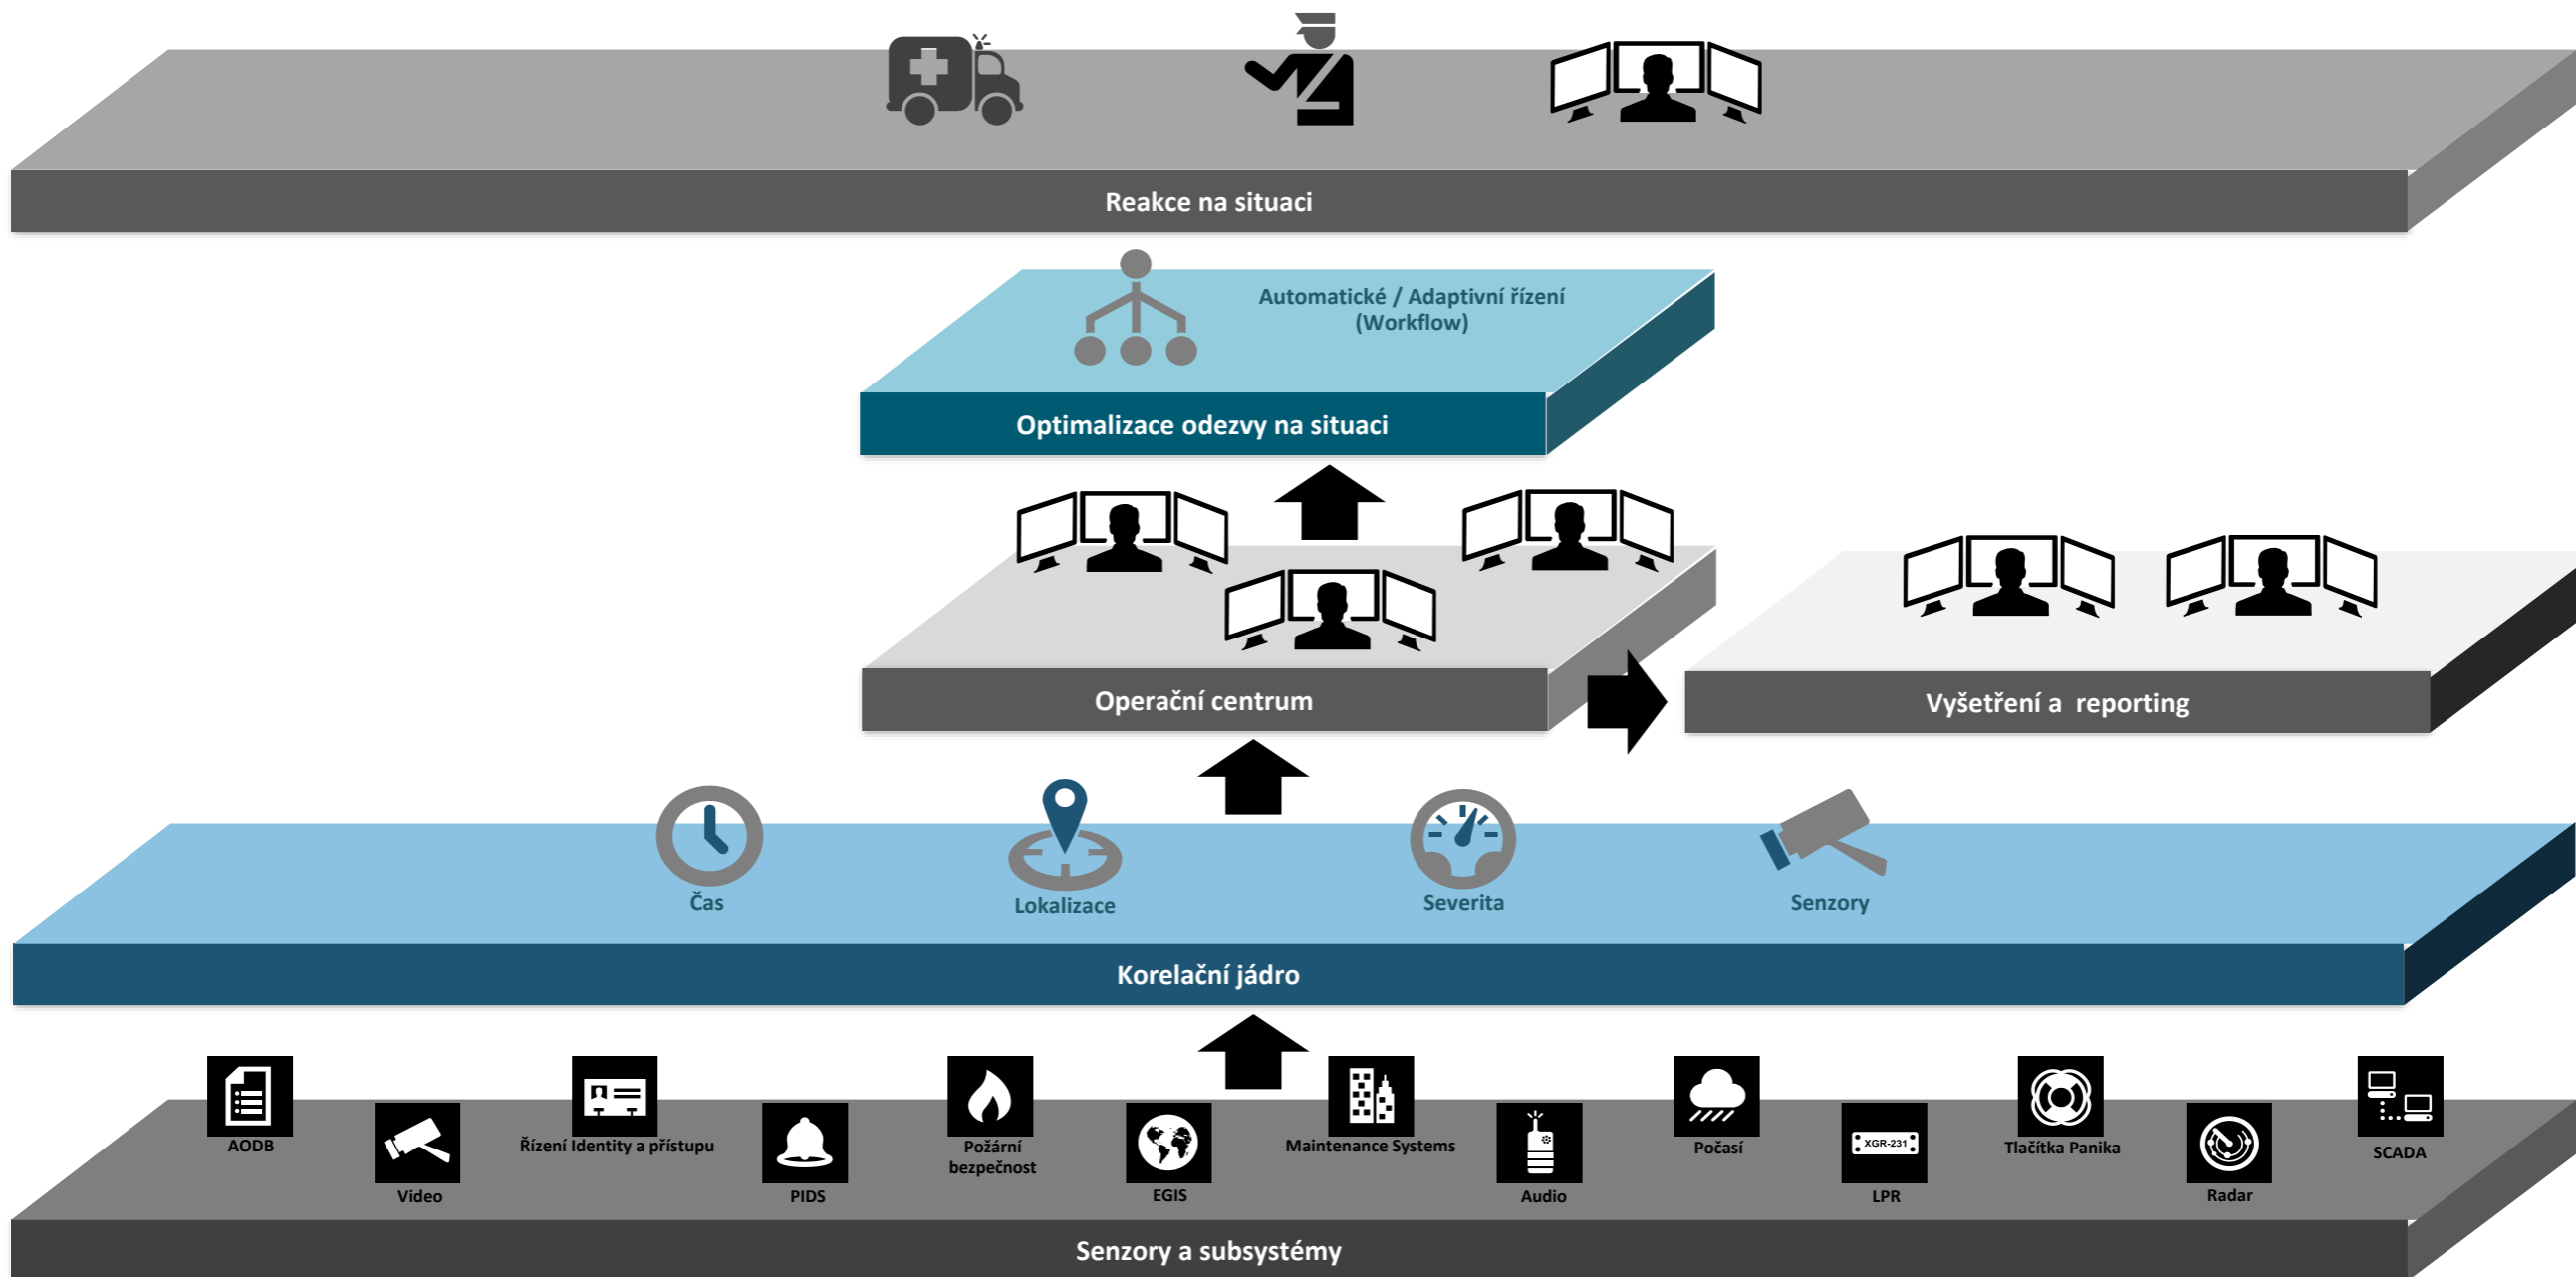 Reakce na situaci
Automatické / Adaptivní řízení
(Workflow)
Optimalizace odezvy na situaci
Operační centrum
Vyšetření a  reporting
Čas
Lokalizace
Severita
Senzory
Korelační jádro
AODB
Video
Řízení Identity a přístupu
PIDS
Požární
bezpečnost
EGIS
Maintenance Systems
Audio
Počasí
XGR-231
LPR
Tlačítka Panika
Radar
SCADA
Senzory a subsystémy